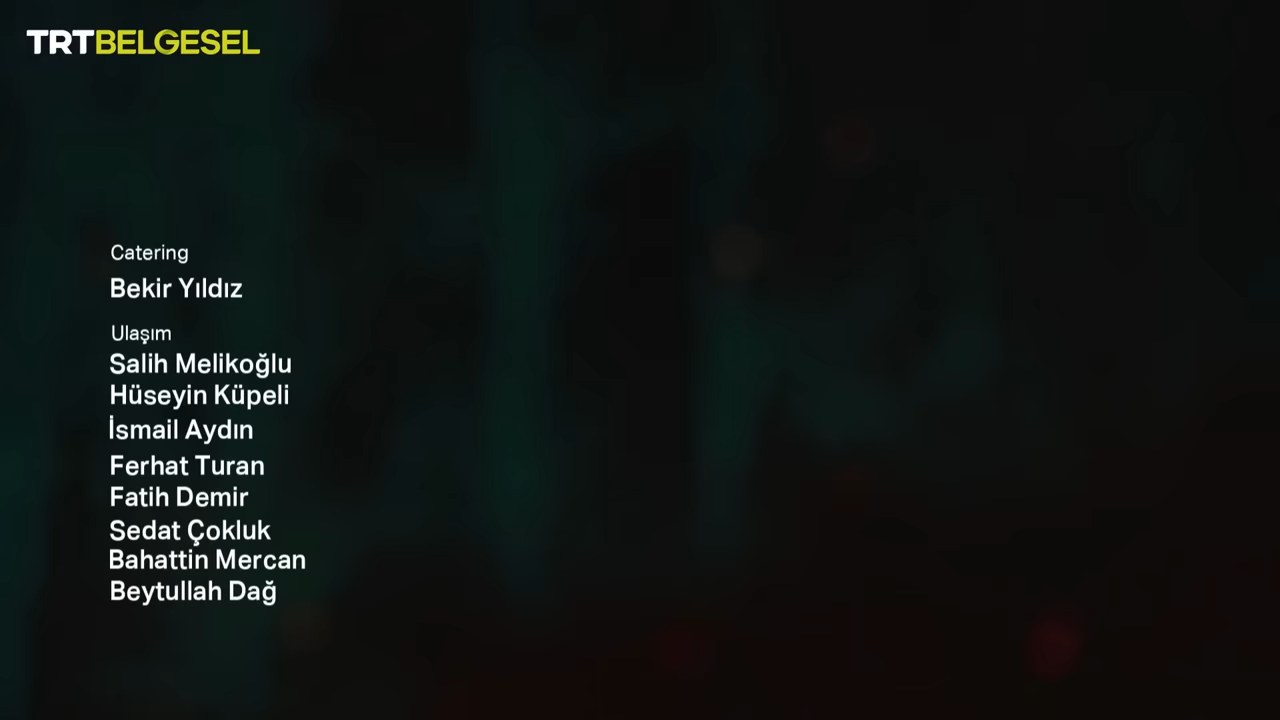 TRTBELGESEL
Catering
Bekir Yıldız
Ulaşım
Salih Melikoğlu
Hüseyin Küpeli
İsmail Aydın
Ferhat Turan
Fatih Demir
Sedat Çokluk
Bahattin Mercan
Beytullah Dağ